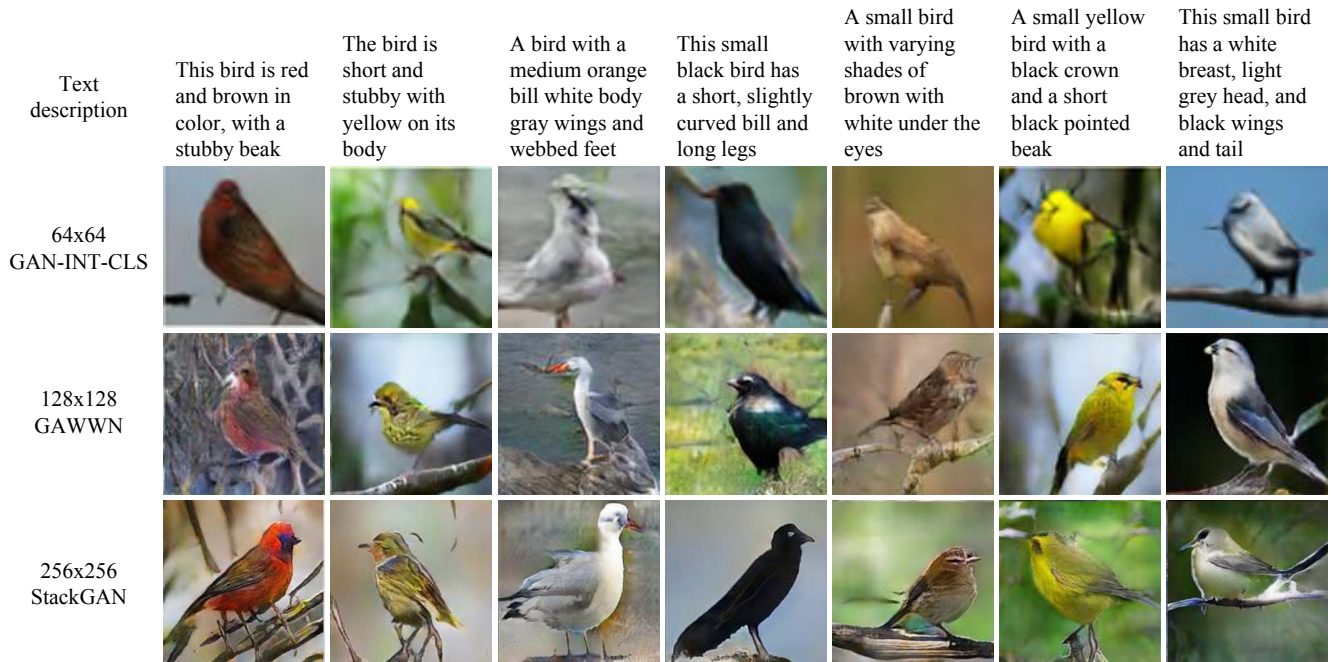 Text
description
This bird is red
and brown in
color, with a
stubby beak
The bird is
short and
stubby with
yellow on its
body
A bird with a
medium orange
bill white body
gray wings and
webbed feet
This small
black bird has
a short, slightly
curved bill and
long legs
A small bird
with varying
shades of
brown with
white under the
eyes
A small yellow
bird with a
black crown
and a short
black pointed
beak
This small bird
has a white
breast, light
grey head, and
black wings
and tail
64x64
GAN-INT-CLS
128x128
GAWWN
256x256
StackGAN